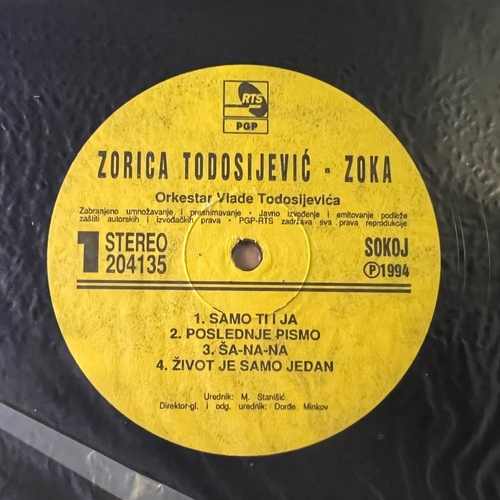 RTS
PGP
ZORICA TODOSIJEVIĆ - ZOKA
Orkestar Vlade Todosijevića
Zabranjeno umnožavanje i presnimavanje - Javno izvođenje i emitovanje podleže
zaštiti autorskih i izvođačkih prava - PGP-RTS zadržava sva prava reprodukcije
1 STEREO
204135
SOKOJ
Ⓟ1994
1. SAMO TI I JA
2. POSLEDNJE PISMO
3. ŠA-NA-NA
4. ŽIVOT JE SAMO JEDAN
Urednik: M. Stanišić
Direktor-gl. i odg. urednik: Đorđe Minkov